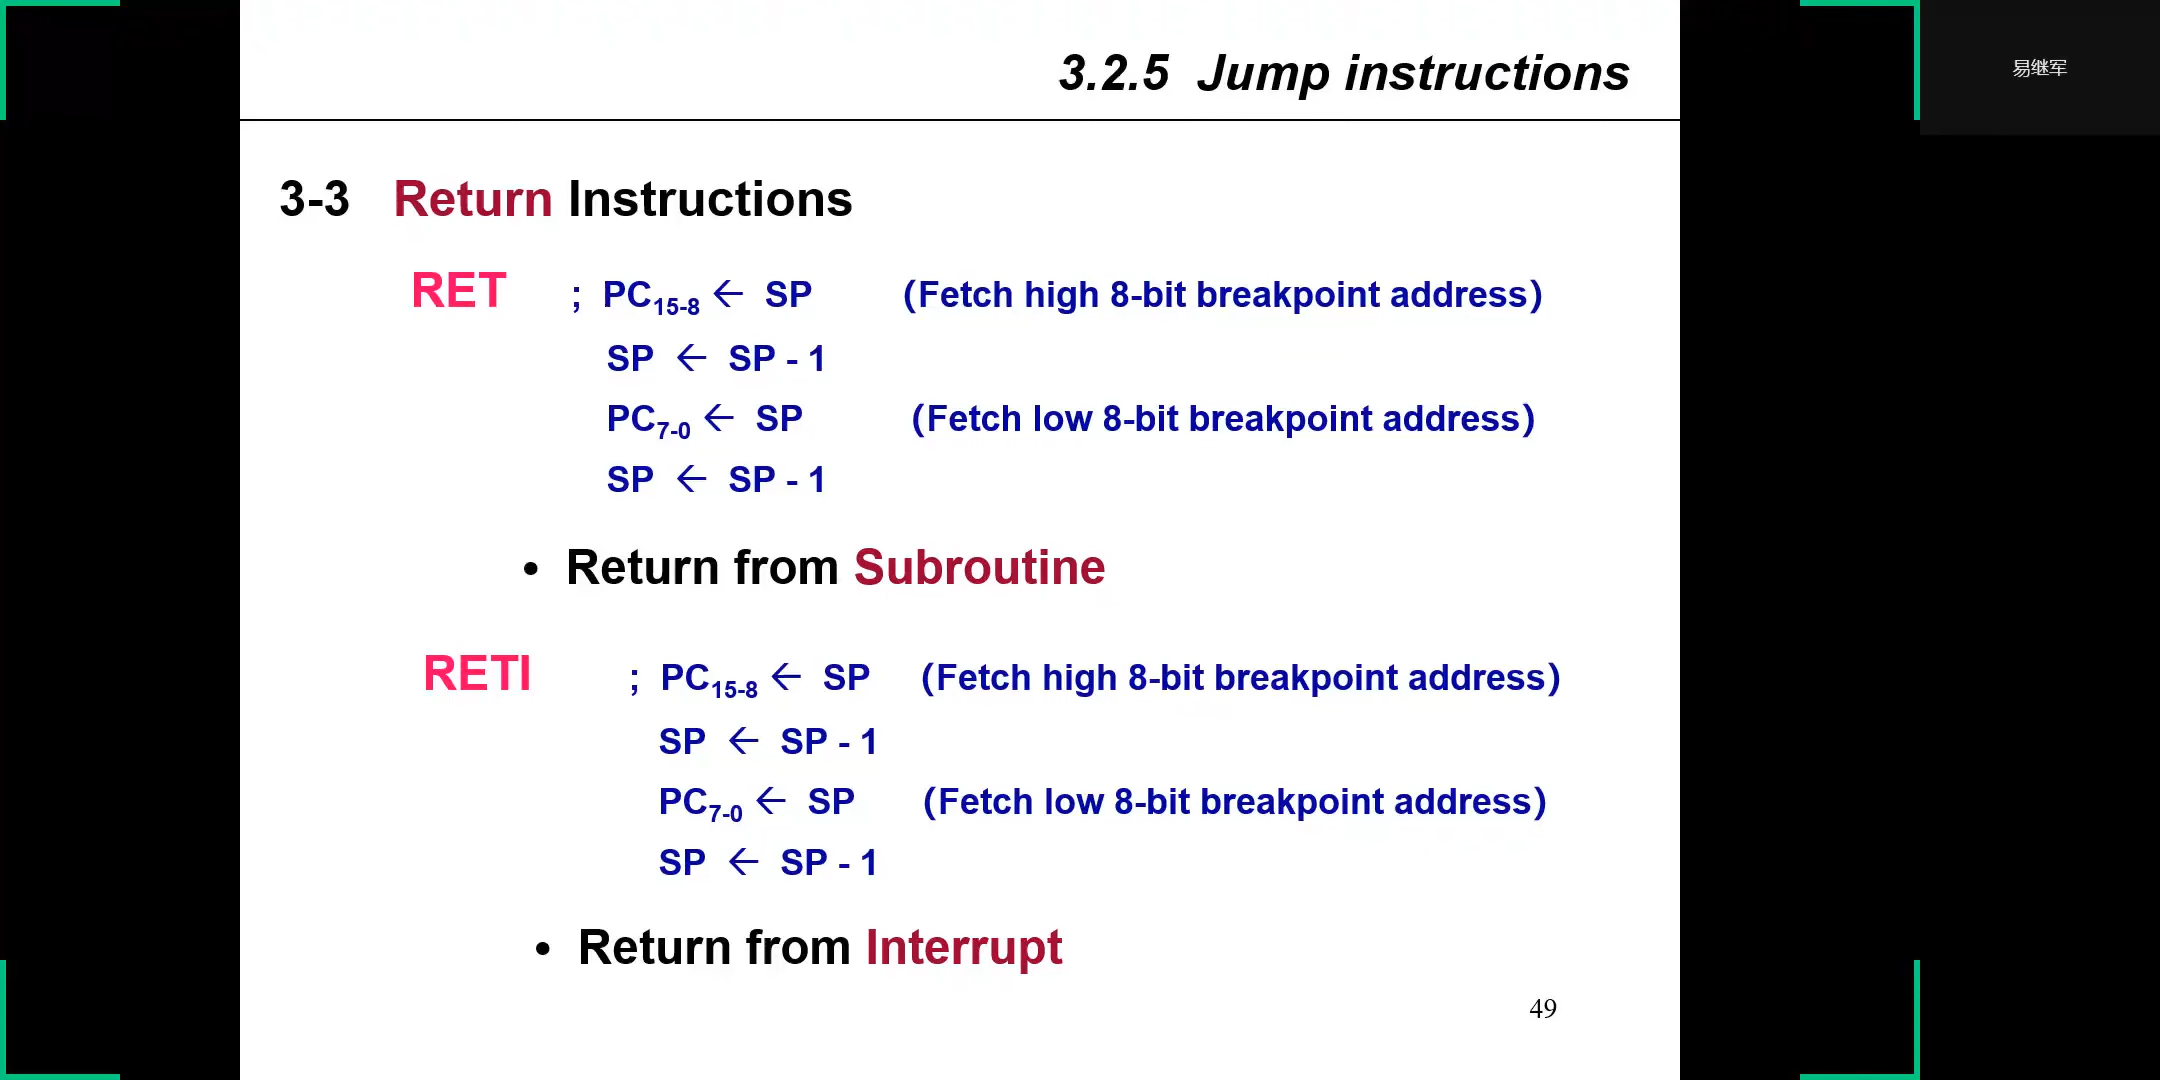 3.2.5 Jump instructions
易继军
3-3 Return Instructions
RET ; PC15-8 ← SP (Fetch high 8-bit breakpoint address)
SP ← SP - 1
PC7-0 ← SP (Fetch low 8-bit breakpoint address)
SP ← SP - 1
• Return from Subroutine
RETI ; PC15-8 ← SP (Fetch high 8-bit breakpoint address)
SP ← SP - 1
PC7-0 ← SP (Fetch low 8-bit breakpoint address)
SP ← SP - 1
• Return from Interrupt
49